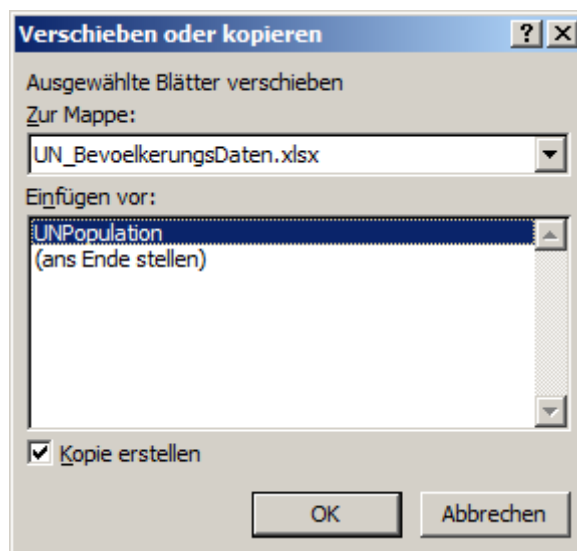 Verschieben oder kopieren
Ausgewählte Blätter verschieben
Zur Mappe:
UN_BevoelkerungsDaten.xlsx
Einfügen vor:
UNPopulation
(ans Ende stellen)
Kopie erstellen
OK Abbrechen